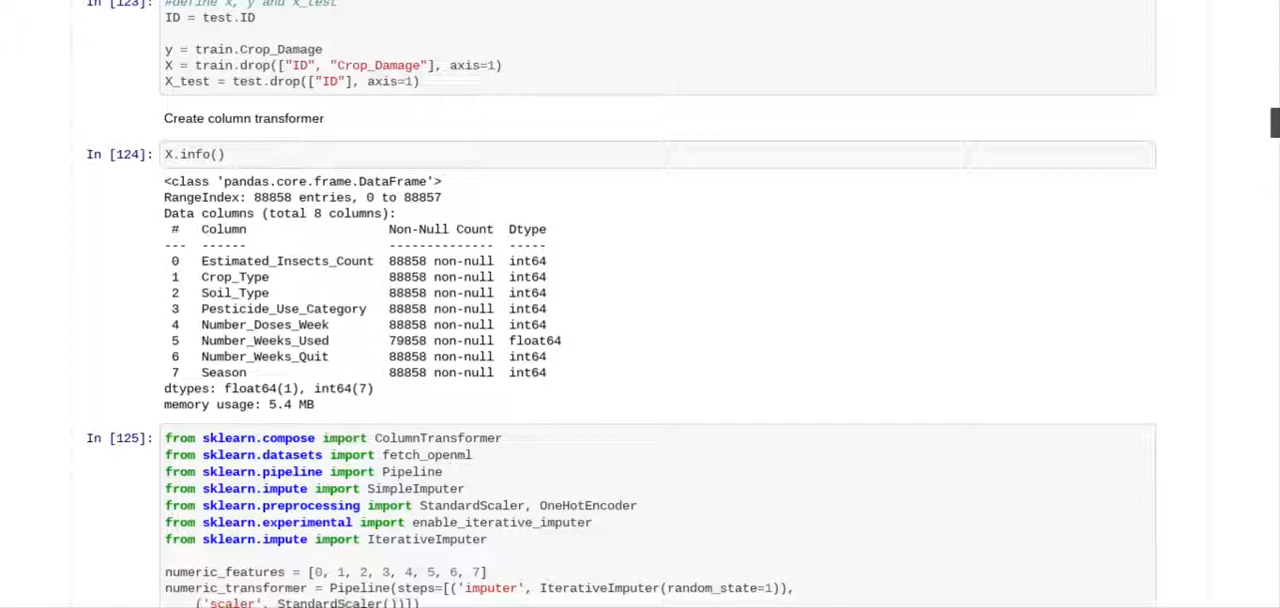 In [123]: #define x, y and x_test
ID = test.ID
y = train.Crop_Damage
X = train.drop(["ID", "Crop_Damage"], axis=1)
X_test = test.drop(["ID"], axis=1)
Create column transformer
In [124]: X.info()
<class 'pandas.core.frame.DataFrame'>
RangeIndex: 88858 entries, 0 to 88857
Data columns (total 8 columns):
# Column Non-Null Count Dtype
--- ------ -------------- -----
0 Estimated_Insects_Count 88858 non-null int64
1 Crop_Type 88858 non-null int64
2 Soil_Type 88858 non-null int64
3 Pesticide_Use_Category 88858 non-null int64
4 Number_Doses_Week 88858 non-null int64
5 Number_Weeks_Used 79858 non-null float64
6 Number_Weeks_Quit 88858 non-null int64
7 Season 88858 non-null int64
dtypes: float64(1), int64(7)
memory usage: 5.4 MB
In [125]: from sklearn.compose import ColumnTransformer
from sklearn.datasets import fetch_openml
from sklearn.pipeline import Pipeline
from sklearn.impute import SimpleImputer
from sklearn.preprocessing import StandardScaler, OneHotEncoder
from sklearn.experimental import enable_iterative_imputer
from sklearn.impute import IterativeImputer
numeric_features = [0, 1, 2, 3, 4, 5, 6, 7]
numeric_transformer = Pipeline(steps=[('imputer', IterativeImputer(random_state=1)),
('scaler', StandardScaler())])